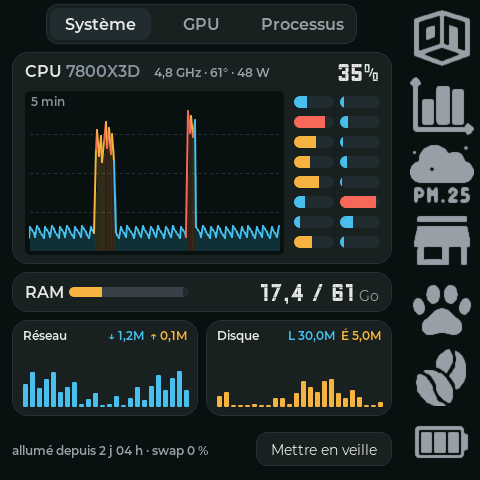 Système GPU Processus
CPU 7800X3D 4,8 GHz · 61° · 48 W 35%
5 min
PM.25
RAM 17,4 / 61 Go
Réseau ↓ 1,2M ↑ 0,1M
Disque L 30,0M É 5,0M
allumé depuis 2 j 04 h · swap 0 %
Mettre en veille